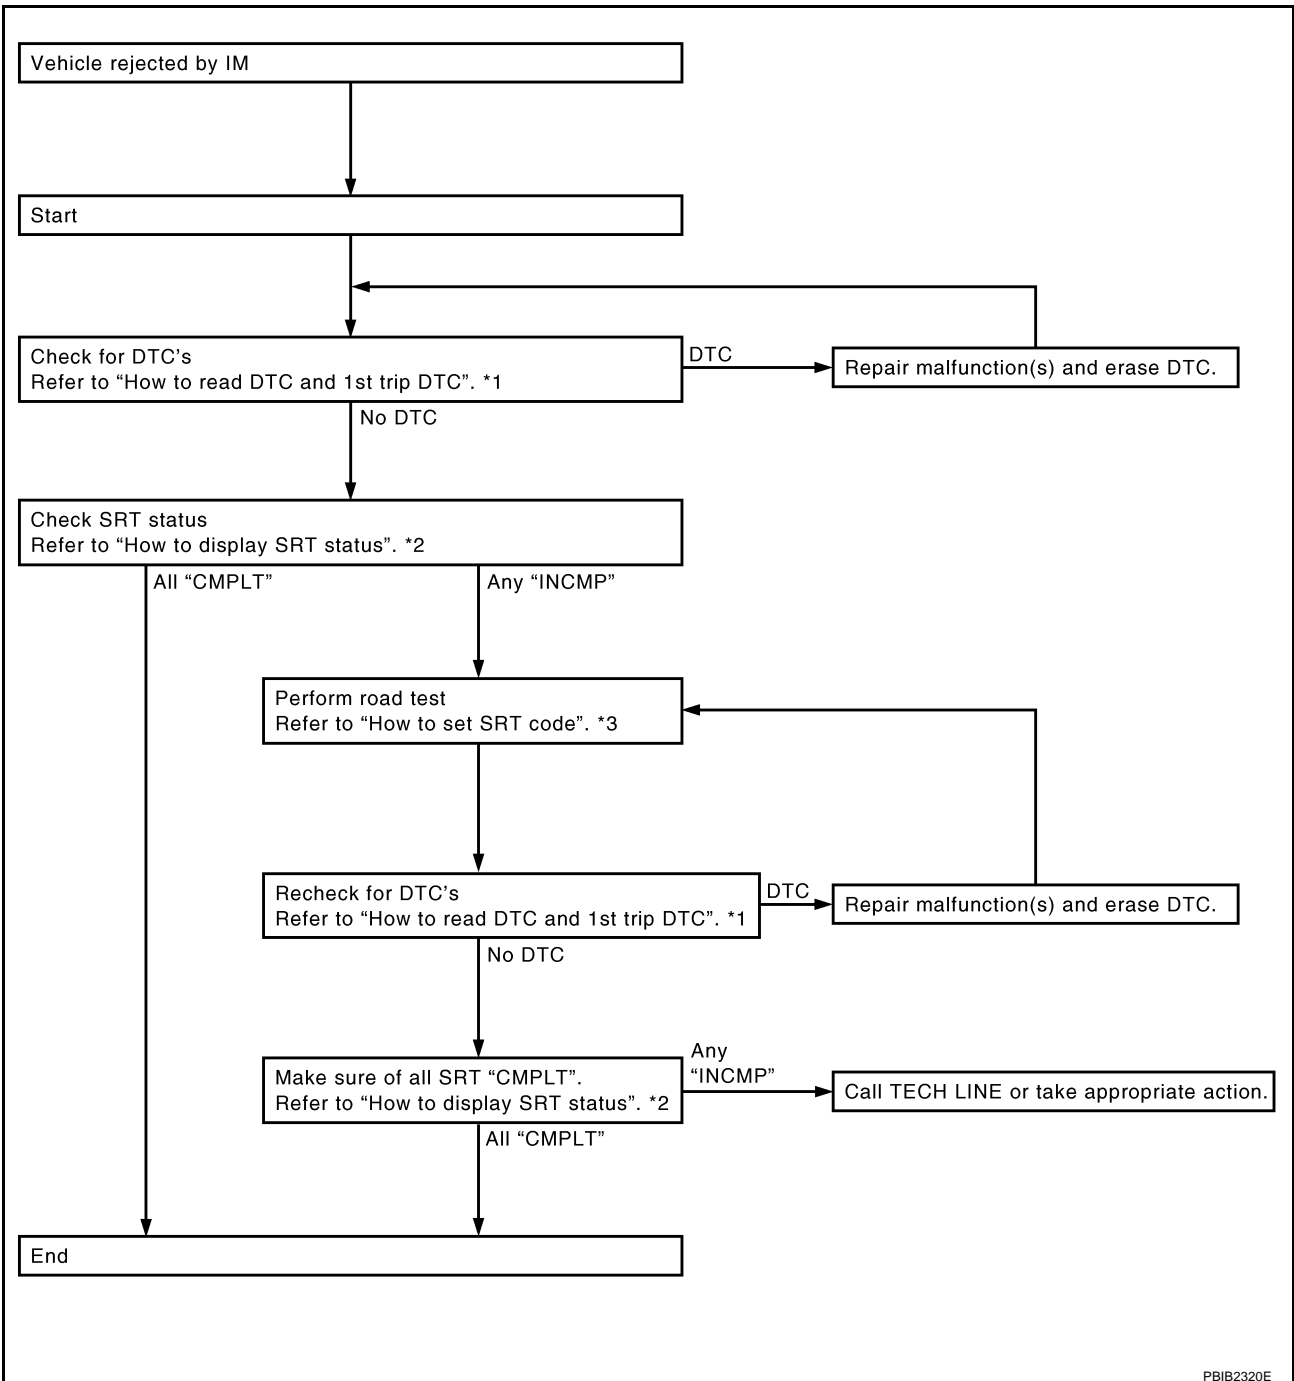 Vehicle rejected by IM
Start
Check for DTC's
Refer to “How to read DTC and 1st trip DTC”. *1
DTC
Repair malfunction(s) and erase DTC.
No DTC
Check SRT status
Refer to “How to display SRT status”. *2
All “CMPLT”
Any “INCMP”
Perform road test
Refer to “How to set SRT code”. *3
Recheck for DTC's
Refer to “How to read DTC and 1st trip DTC”. *1
DTC
Repair malfunction(s) and erase DTC.
No DTC
Make sure of all SRT “CMPLT”.
Refer to “How to display SRT status”. *2
Any
“INCMP”
Call TECH LINE or take appropriate action.
All “CMPLT”
End
PBIB2320E